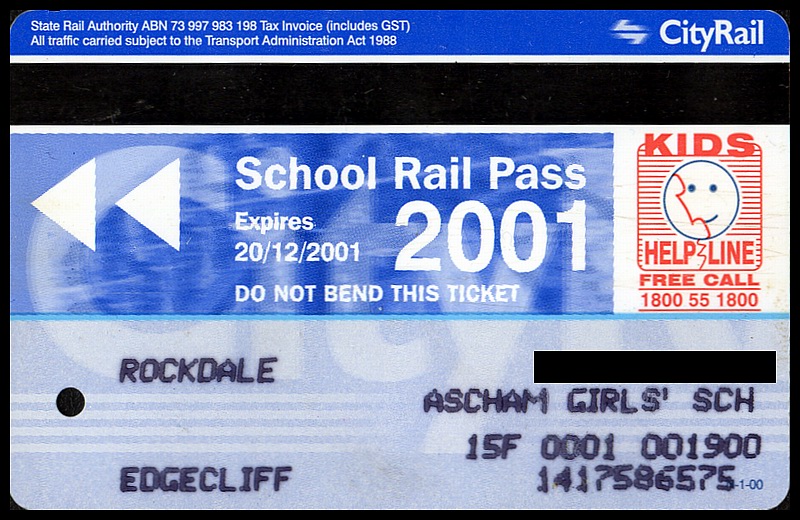 State Rail Authority ABN 73 997 983 198 Tax Invoice (includes GST)
All traffic carried subject to the Transport Administration Act 1988
CityRail
School Rail Pass
Expires
20/12/2001
2001
DO NOT BEND THIS TICKET
KIDS
HELP LINE
FREE CALL
1800 55 1800
ROCKDALE
ASCHAM GIRLS' SCH
15F 0001 001900
EDGECLIFF
1417586575